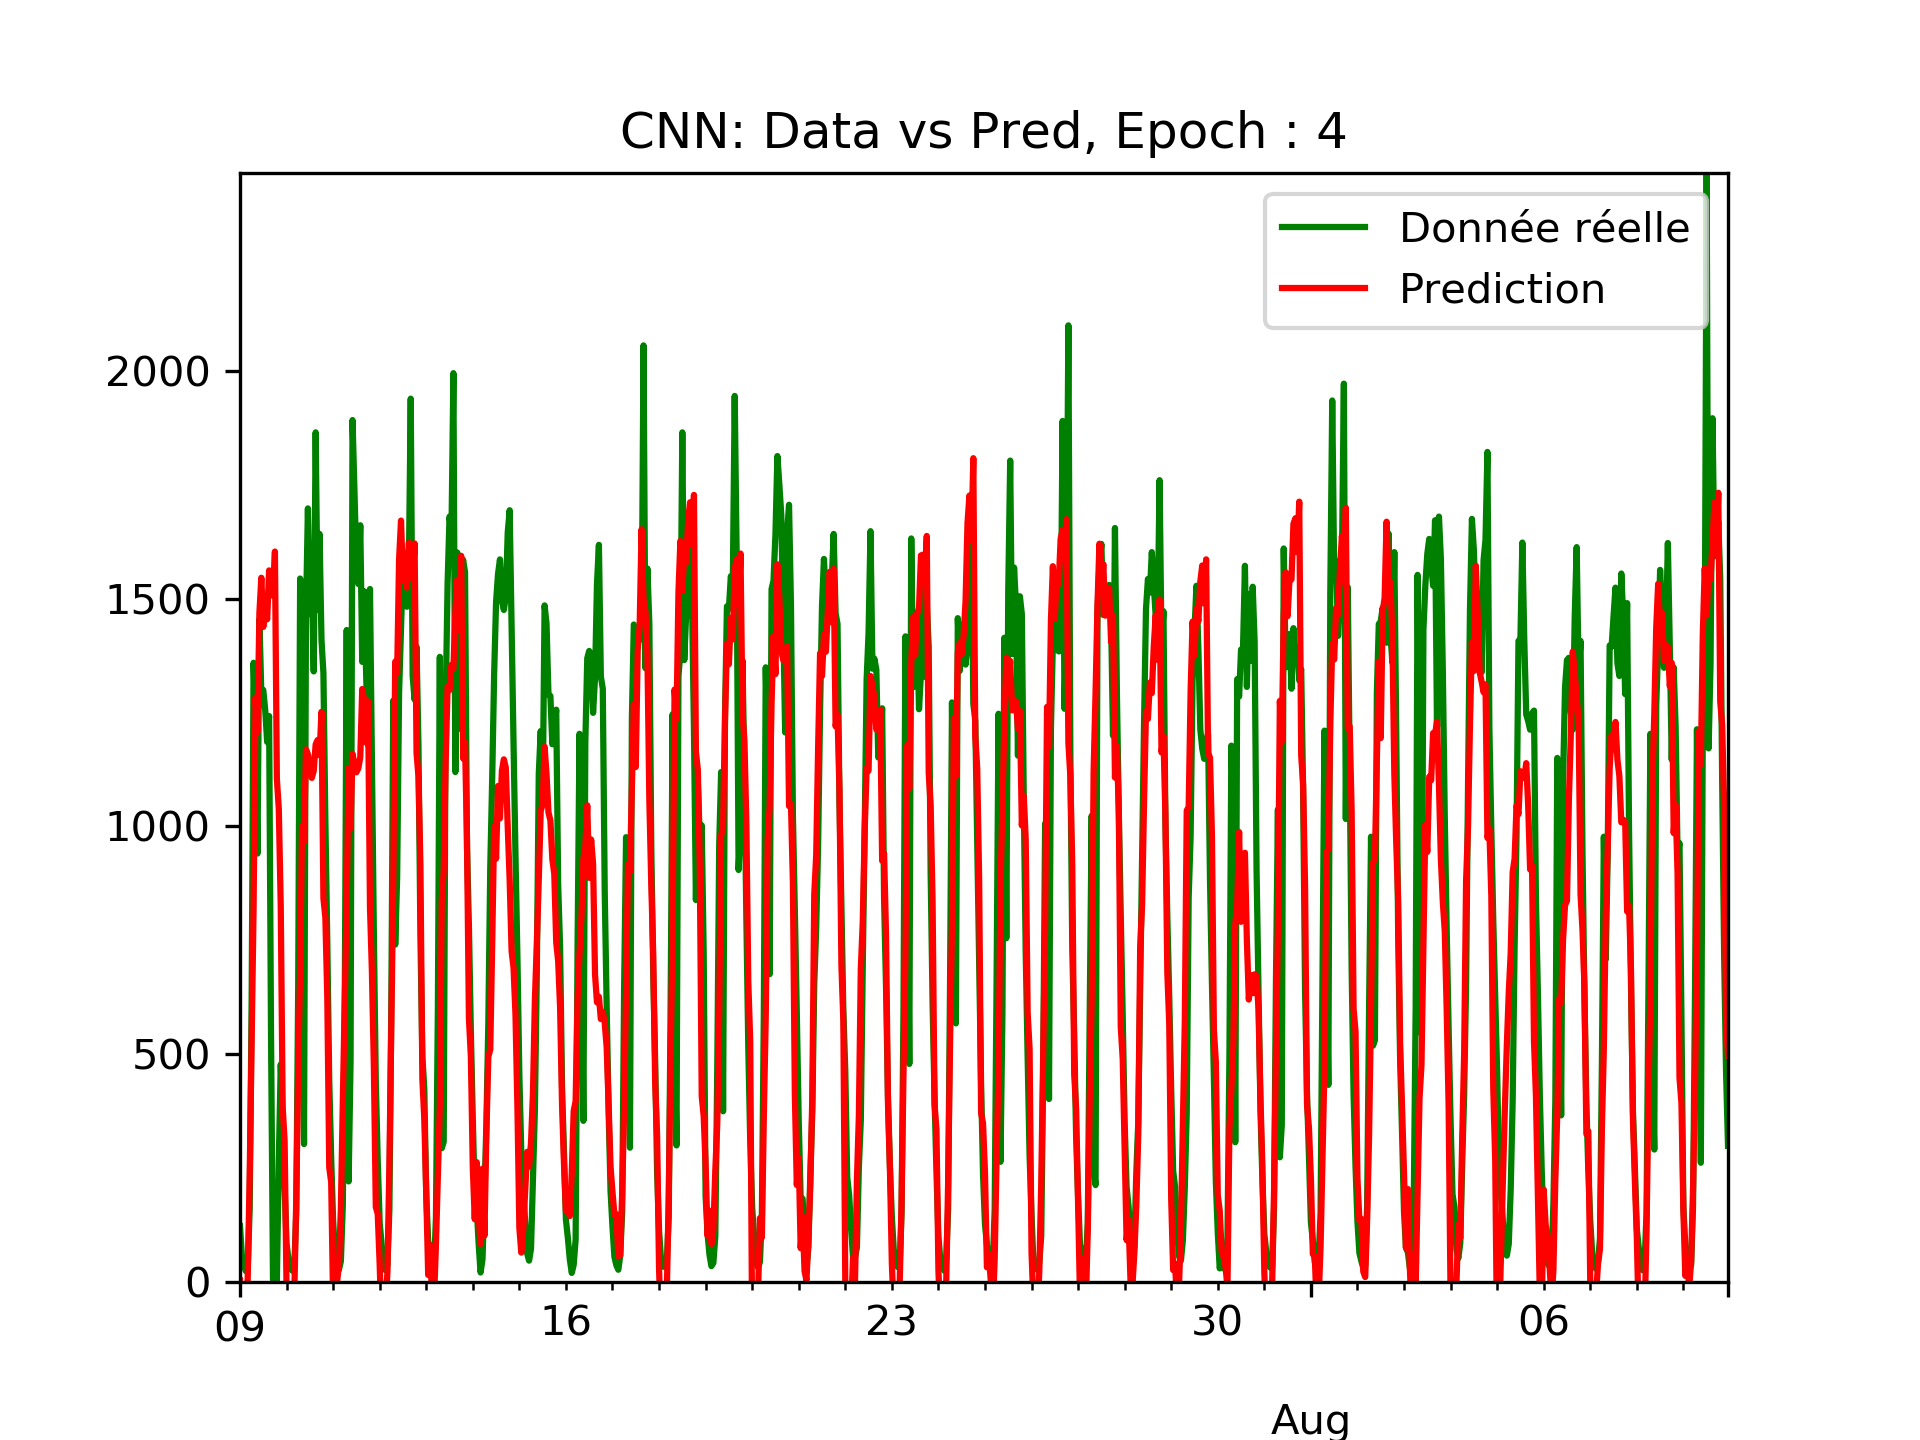 CNN: Data vs Pred, Epoch : 4
Donnée réelle
Prediction
2000
1500
1000
500
0
09 16 23 30 06
Aug